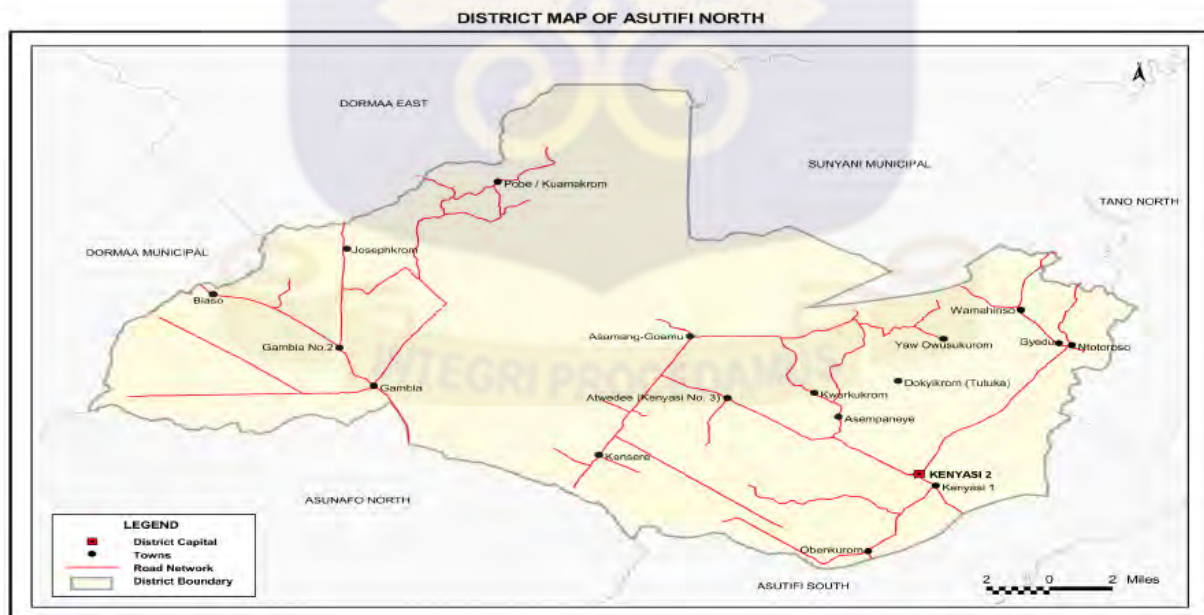 DISTRICT MAP OF ASUTIFI NORTH
DORMAA EAST
SUNYANI MUNICIPAL
TANO NORTH
Pobe / Kuamakrom
DORMAA MUNICIPAL
Josephkrom
Biaso
Wamahinso
Asamang-Goamu
Yaw Owusukurom
Gyedu
Ntotoroso
Gambia No.2
INTEGRI PROCEDAMUS
Gambia
Dokyikrom (Tutuka)
Atwedee (Kenyasi No. 3)
Kwarkukrom
Asempaneye
Kensere
KENYASI 2
Kenyasi 1
ASUNAFO NORTH
Obenkurom
ASUTIFI SOUTH
LEGEND
District Capital
Towns
Road Network
District Boundary
2 0 2 Miles